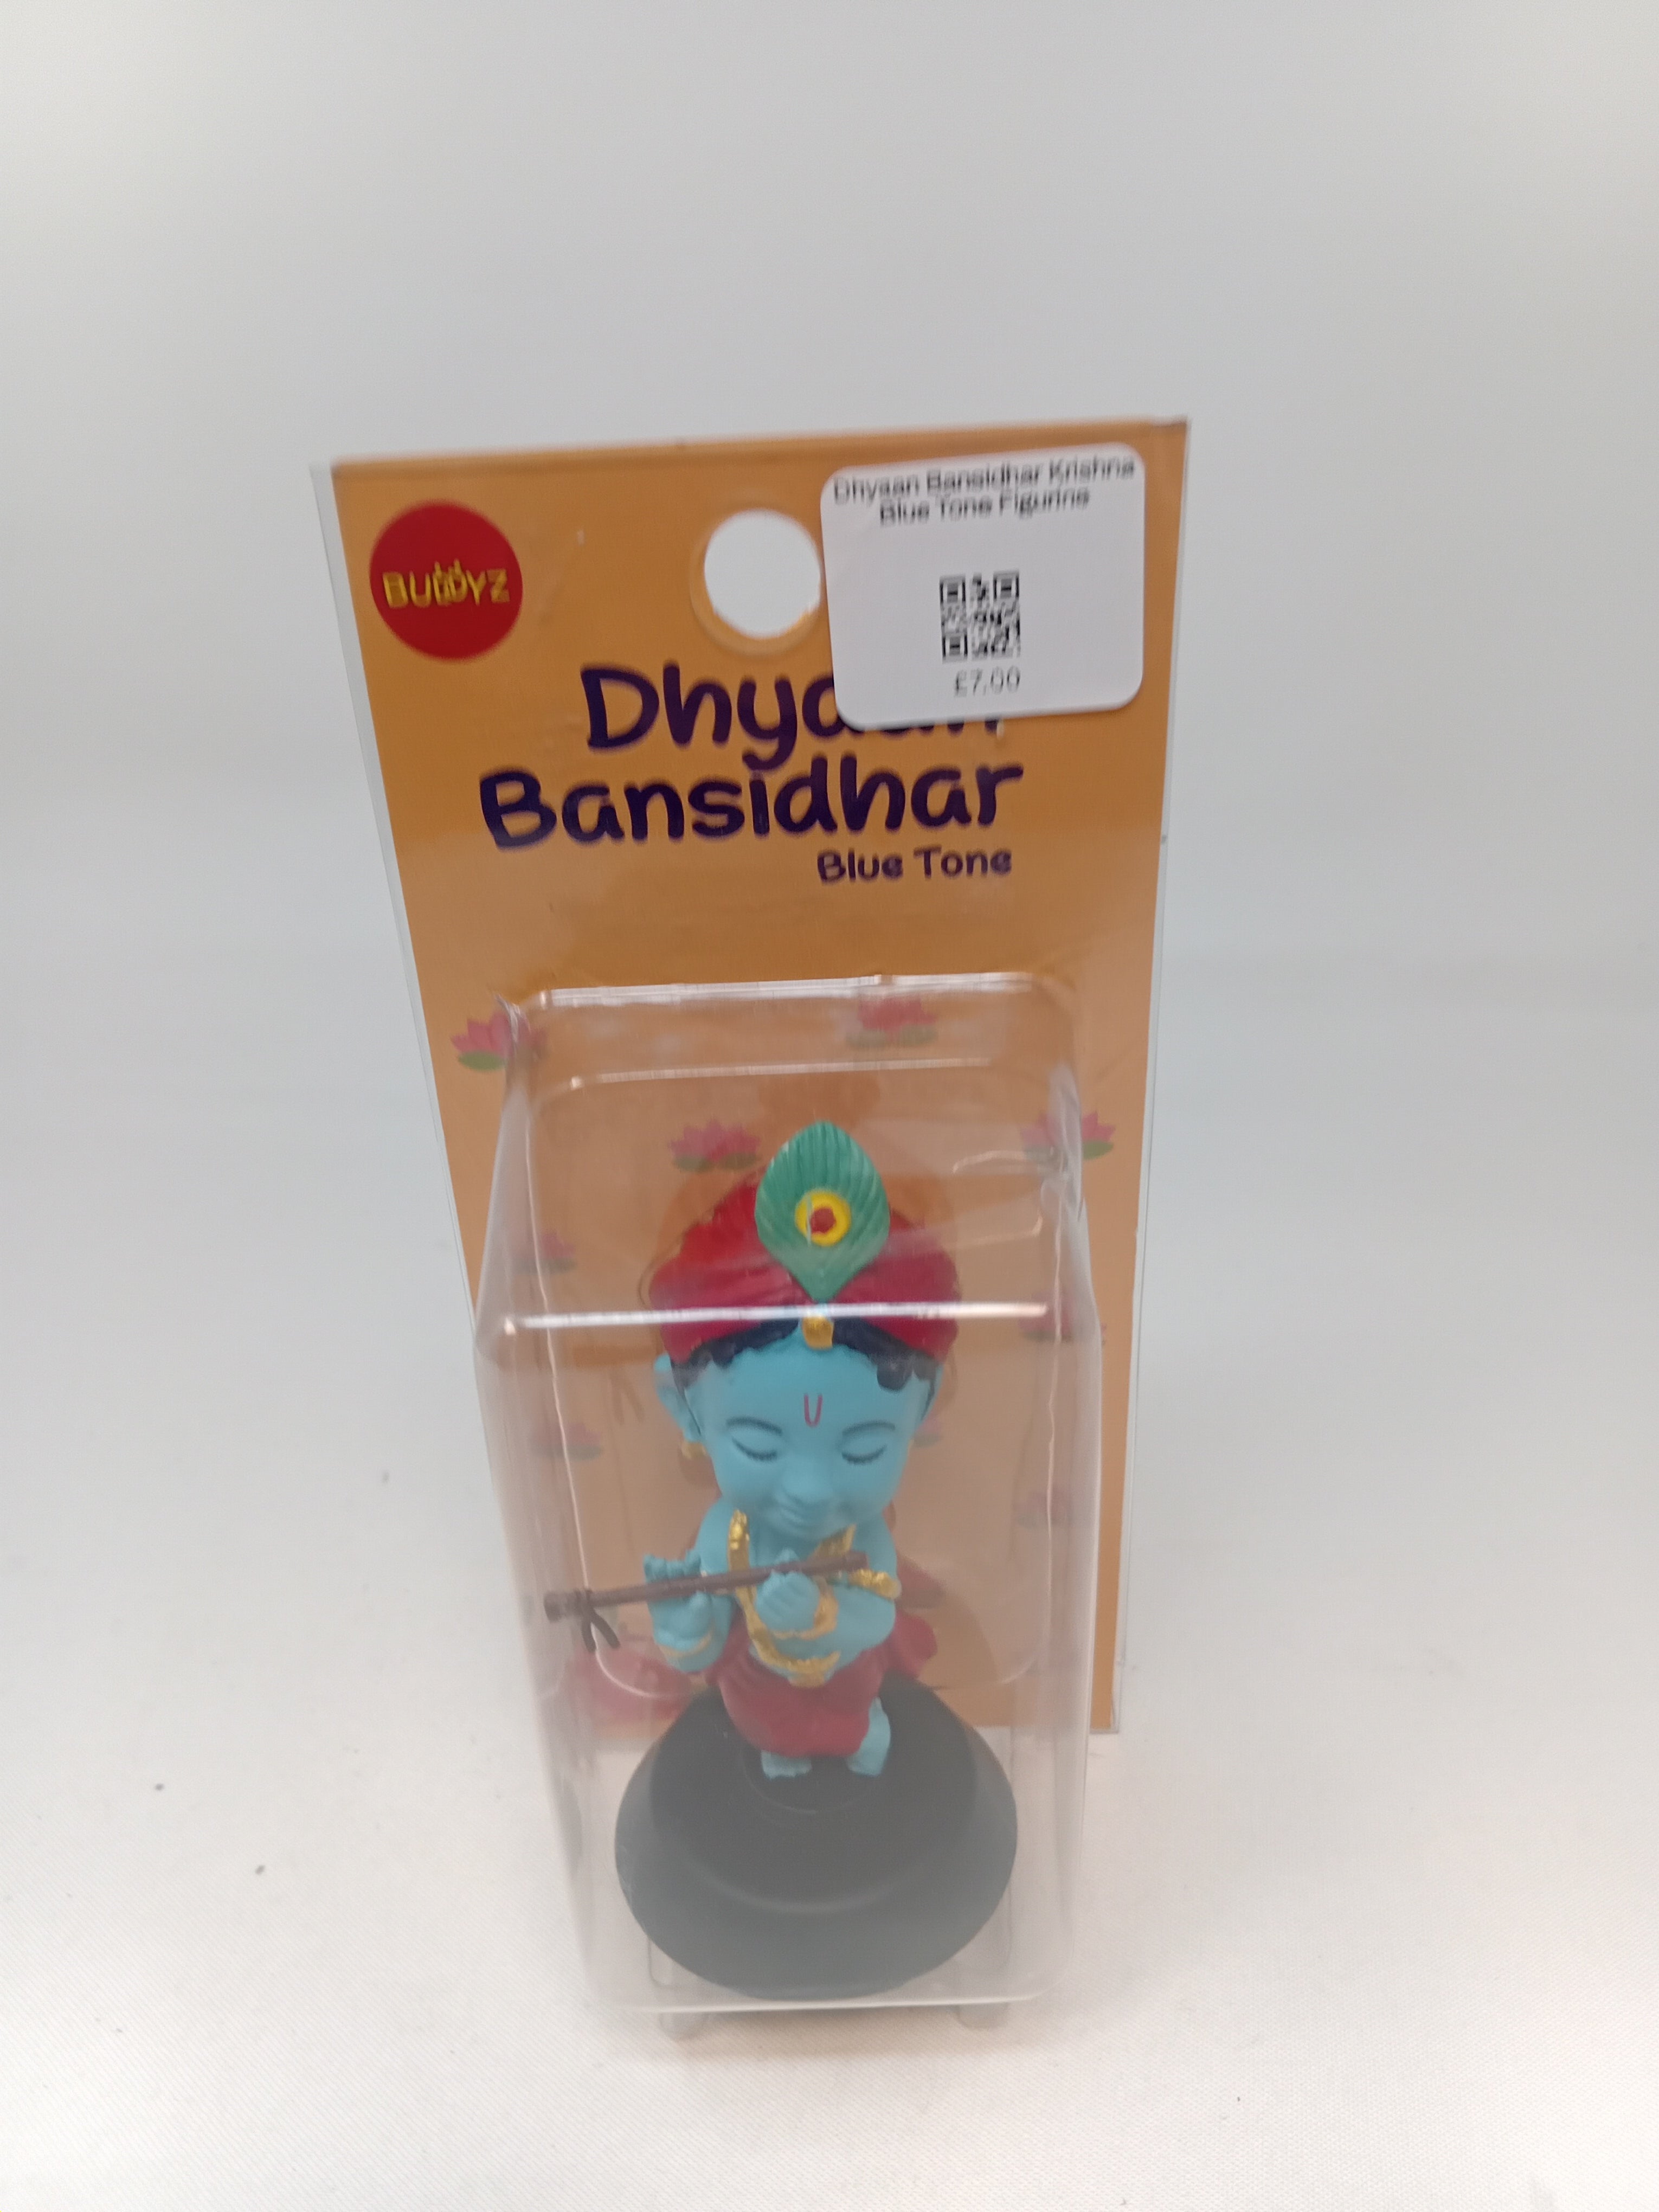 Dhyaan Bansidhar Krishna
Blue Tone Figurine
£7.00
BUDDYZ
Dhyaan
Bansidhar
Blue Tone